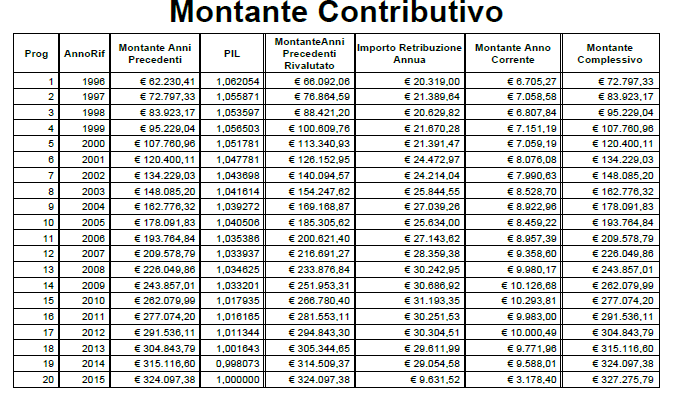 Montante Contributivo
Prog AnnoRif Montante Anni Precedenti PIL MontanteAnni Precedenti Rivalutato Importo Retribuzione Annua Montante Anno Corrente Montante Complessivo
1 1996 € 62.230,41 1,062054 € 66.092,06 € 20.319,00 € 6.705,27 € 72.797,33
2 1997 € 72.797,33 1,055871 € 76.864,59 € 21.389,64 € 7.058,58 € 83.923,17
3 1998 € 83.923,17 1,053597 € 88.421,20 € 20.629,82 € 6.807,84 € 95.229,04
4 1999 € 95.229,04 1,056503 € 100.609,76 € 21.670,28 € 7.151,19 € 107.760,96
5 2000 € 107.760,96 1,051781 € 113.340,93 € 21.391,47 € 7.059,19 € 120.400,11
6 2001 € 120.400,11 1,047781 € 126.152,95 € 24.472,97 € 8.076,08 € 134.229,03
7 2002 € 134.229,03 1,043698 € 140.094,57 € 24.214,04 € 7.990,63 € 148.085,20
8 2003 € 148.085,20 1,041614 € 154.247,62 € 25.844,55 € 8.528,70 € 162.776,32
9 2004 € 162.776,32 1,039272 € 169.168,87 € 27.039,26 € 8.922,96 € 178.091,83
10 2005 € 178.091,83 1,040506 € 185.305,62 € 25.634,00 € 8.459,22 € 193.764,84
11 2006 € 193.764,84 1,035386 € 200.621,40 € 27.143,62 € 8.957,39 € 209.578,79
12 2007 € 209.578,79 1,033937 € 216.691,27 € 28.359,38 € 9.358,60 € 226.049,86
13 2008 € 226.049,86 1,034625 € 233.876,84 € 30.242,95 € 9.980,17 € 243.857,01
14 2009 € 243.857,01 1,033201 € 251.953,31 € 30.686,92 € 10.126,68 € 262.079,99
15 2010 € 262.079,99 1,017935 € 266.780,40 € 31.193,35 € 10.293,81 € 277.074,20
16 2011 € 277.074,20 1,016165 € 281.553,11 € 30.251,53 € 9.983,00 € 291.536,11
17 2012 € 291.536,11 1,011344 € 294.843,30 € 30.304,51 € 10.000,49 € 304.843,79
18 2013 € 304.843,79 1,001643 € 305.344,65 € 29.611,99 € 9.771,96 € 315.116,60
19 2014 € 315.116,60 0,998073 € 314.509,37 € 29.054,58 € 9.588,01 € 324.097,38
20 2015 € 324.097,38 1,000000 € 324.097,38 € 9.631,52 € 3.178,40 € 327.275,79